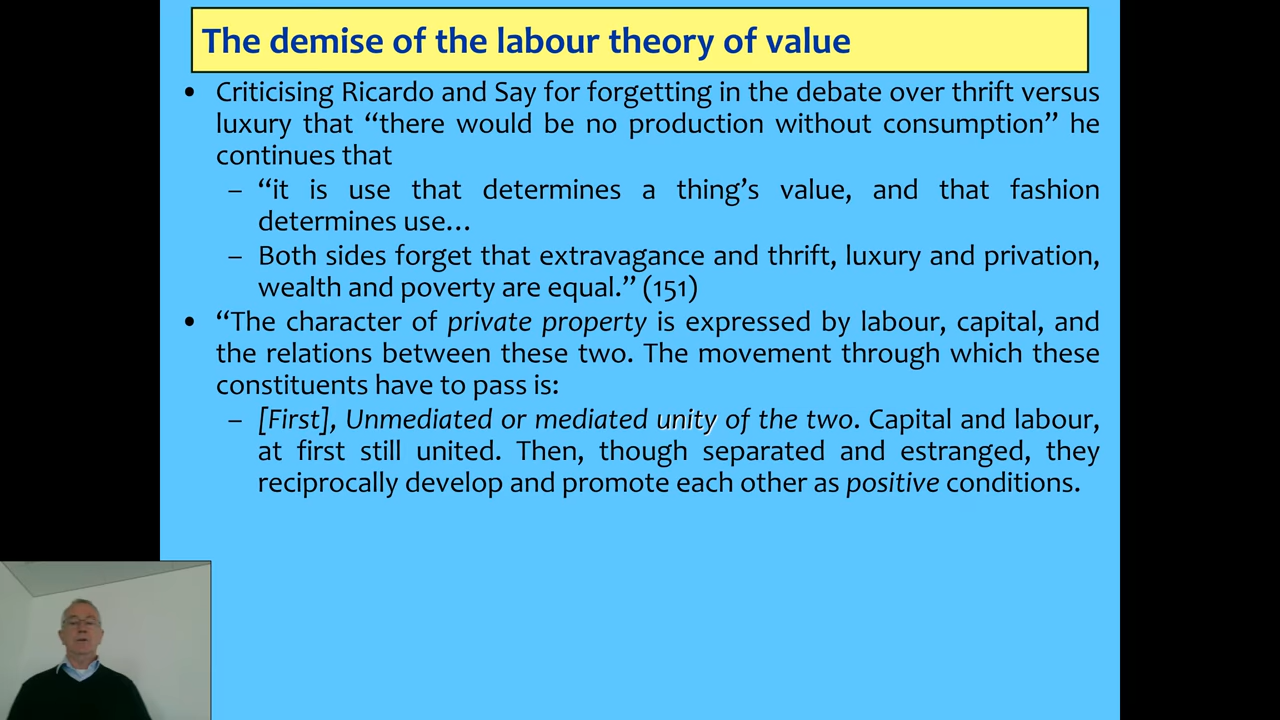 The demise of the labour theory of value
• Criticising Ricardo and Say for forgetting in the debate over thrift versus
luxury that “there would be no production without consumption” he
continues that
– “it is use that determines a thing’s value, and that fashion
determines use…
– Both sides forget that extravagance and thrift, luxury and privation,
wealth and poverty are equal.” (151)
• “The character of private property is expressed by labour, capital, and
the relations between these two. The movement through which these
constituents have to pass is:
– [First], Unmediated or mediated unity of the two. Capital and labour,
at first still united. Then, though separated and estranged, they
reciprocally develop and promote each other as positive conditions.